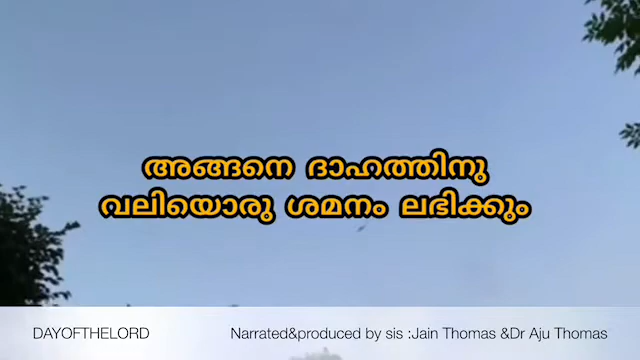 അങ്ങനെ ദാഹത്തിനു
വലിയൊരു ശമനം ലഭിക്കും
DAYOFTHELORD Narrated&produced by sis :Jain Thomas &Dr Aju Thomas